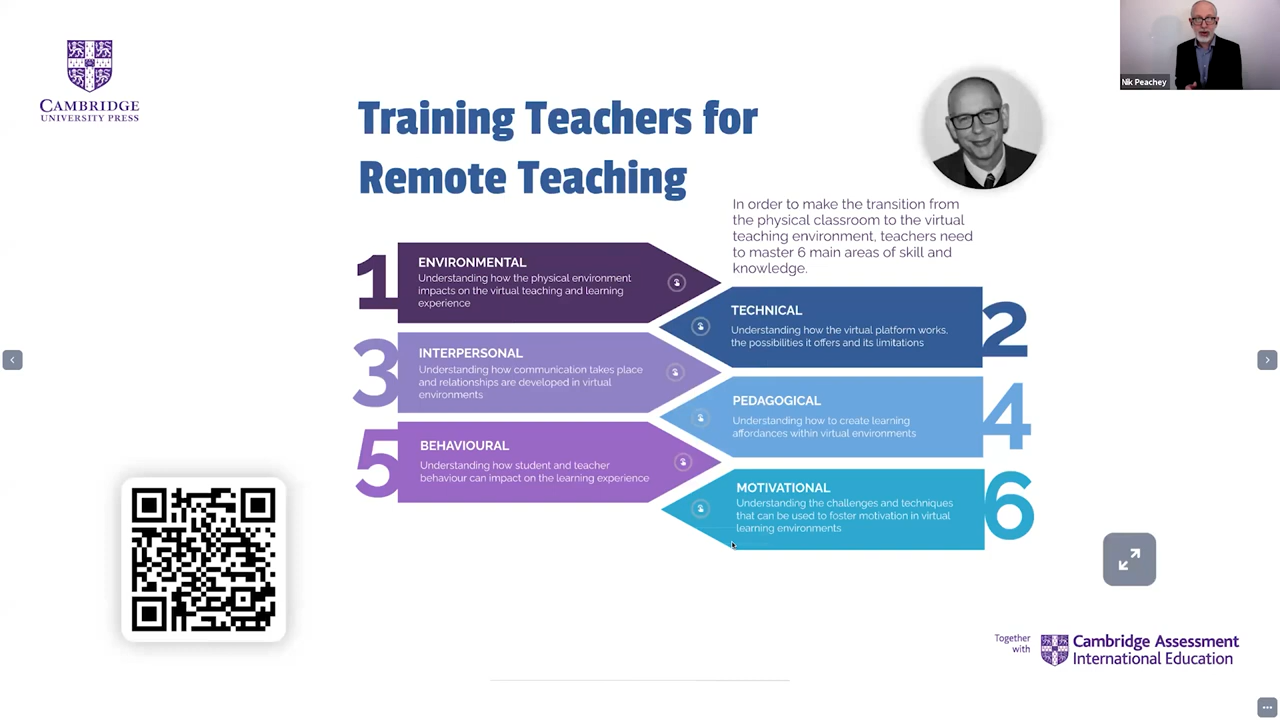 CAMBRIDGE
UNIVERSITY PRESS
Nik Peachey
Training Teachers for
Remote Teaching
In order to make the transition from
the physical classroom to the virtual
teaching environment, teachers need
to master 6 main areas of skill and
knowledge.
1
ENVIRONMENTAL
Understanding how the physical environment
impacts on the virtual teaching and learning
experience
2
TECHNICAL
Understanding how the virtual platform works,
the possibilities it offers and its limitations
3
INTERPERSONAL
Understanding how communication takes place
and relationships are developed in virtual
environments
4
PEDAGOGICAL
Understanding how to create learning
affordances within virtual environments
5
BEHAVIOURAL
Understanding how student and teacher
behaviour can impact on the learning experience
6
MOTIVATIONAL
Understanding the challenges and techniques
that can be used to foster motivation in virtual
learning environments
Together
with
Cambridge Assessment
International Education